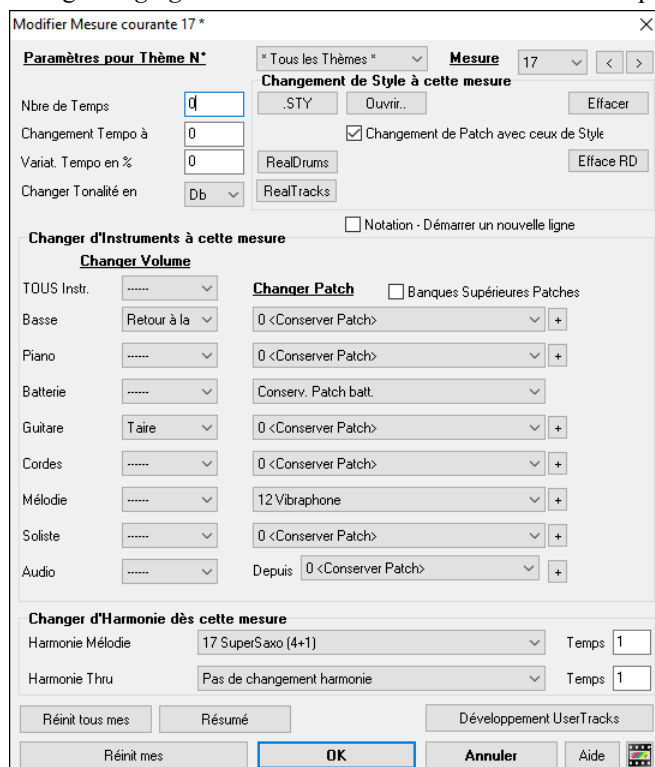 Modifier Mesure courante 17 *
Paramètres pour Thème N° * Tous les Thèmes * Mesure 17 < >
Changement de Style à cette mesure
Nbre de Temps 0 .STY Ouvrir.. Effacer
Changement Tempo à 0 Changement de Patch avec ceux de Style
Variat. Tempo en % 0 RealDrums Efface RD
Changer Tonalité en Db RealTracks
Notation - Démarrer un nouvelle ligne
Changer d'Instruments à cette mesure
Changer Volume
TOUS Instr. ------ Changer Patch Banques Supérieures Patches
Basse Retour à la 0 <Conserver Patch> +
Piano ------ 0 <Conserver Patch> +
Batterie ------ Conserv. Patch batt.
Guitare Taire 0 <Conserver Patch> +
Cordes ------ 0 <Conserver Patch> +
Mélodie ------ 12 Vibraphone +
Soliste ------ 0 <Conserver Patch> +
Audio ------ Depuis 0 <Conserver Patch> +
Changer d'Harmonie dès cette mesure
Harmonie Mélodie 17 SuperSaxo (4+1) Temps 1
Harmonie Thru Pas de changement harmonie Temps 1
Réinit tous mes Résumé Développement UserTracks
Réinit mes OK Annuler Aide